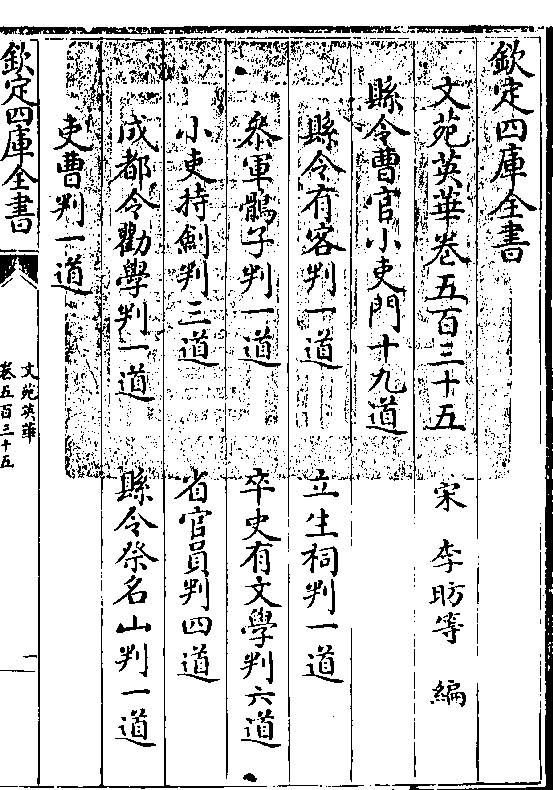 欽定四庫全書
文苑英華卷五百三十五
宋 李昉等 編
縣令曹官小吏門十九道
縣令有客判一道 立生祠判一道
叅軍鶻子判一道 卒史有文學判六道
小吏持劍判三道 省官員判四道
成都令勸學判一道 縣令祭名山判一道
吏曹判一道
欽定四庫全書
文苑英華
卷五百三十五
一